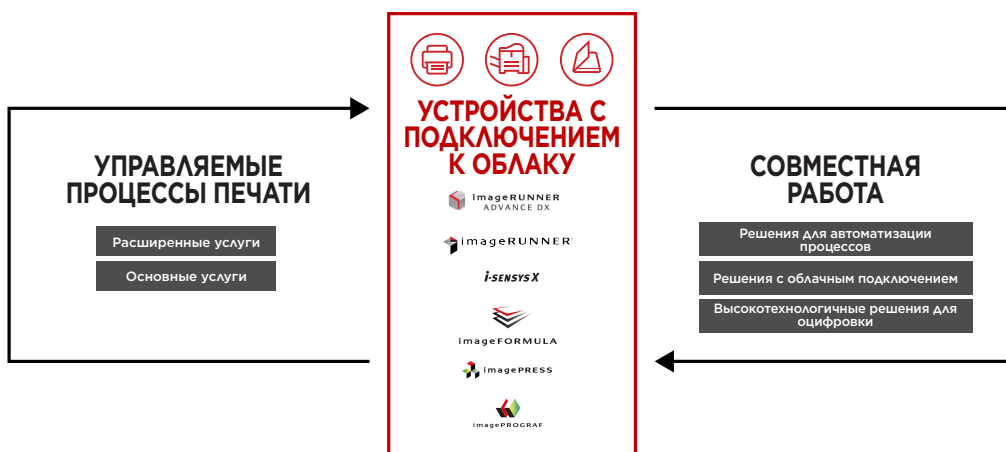 УПРАВЛЯЕМЫЕ
ПРОЦЕССЫ ПЕЧАТИ
Расширенные услуги
Основные услуги
УСТРОЙСТВА С
ПОДКЛЮЧЕНИЕМ
К ОБЛАКУ
imageRUNNER
ADVANCE DX
imageRUNNER
i-SENSYS X
imageFORMULA
imagePRESS
imagePROGRAF
СОВМЕСТНАЯ
РАБОТА
Решения для автоматизации
процессов
Решения с облачным подключением
Высокотехнологичные решения для
оцифровки